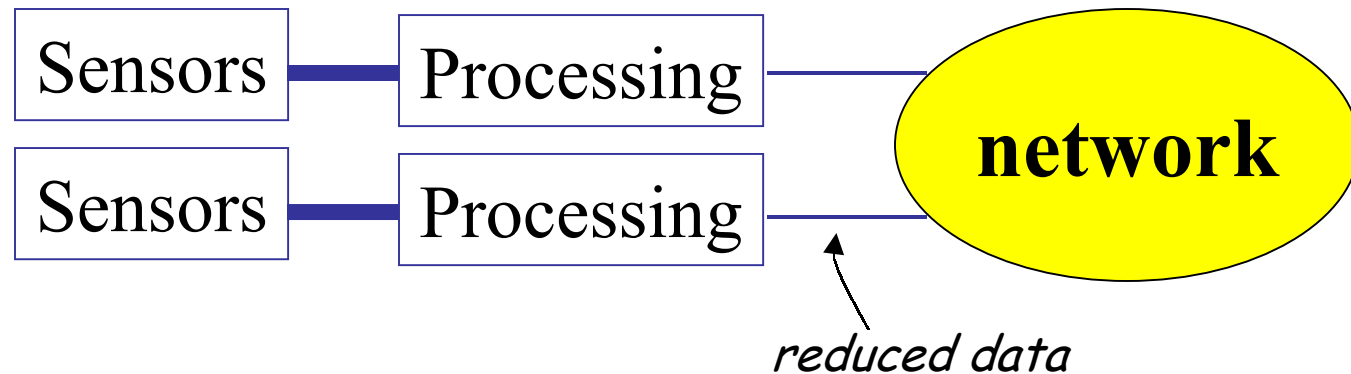 Sensors
Processing
network
Sensors
Processing
reduced data